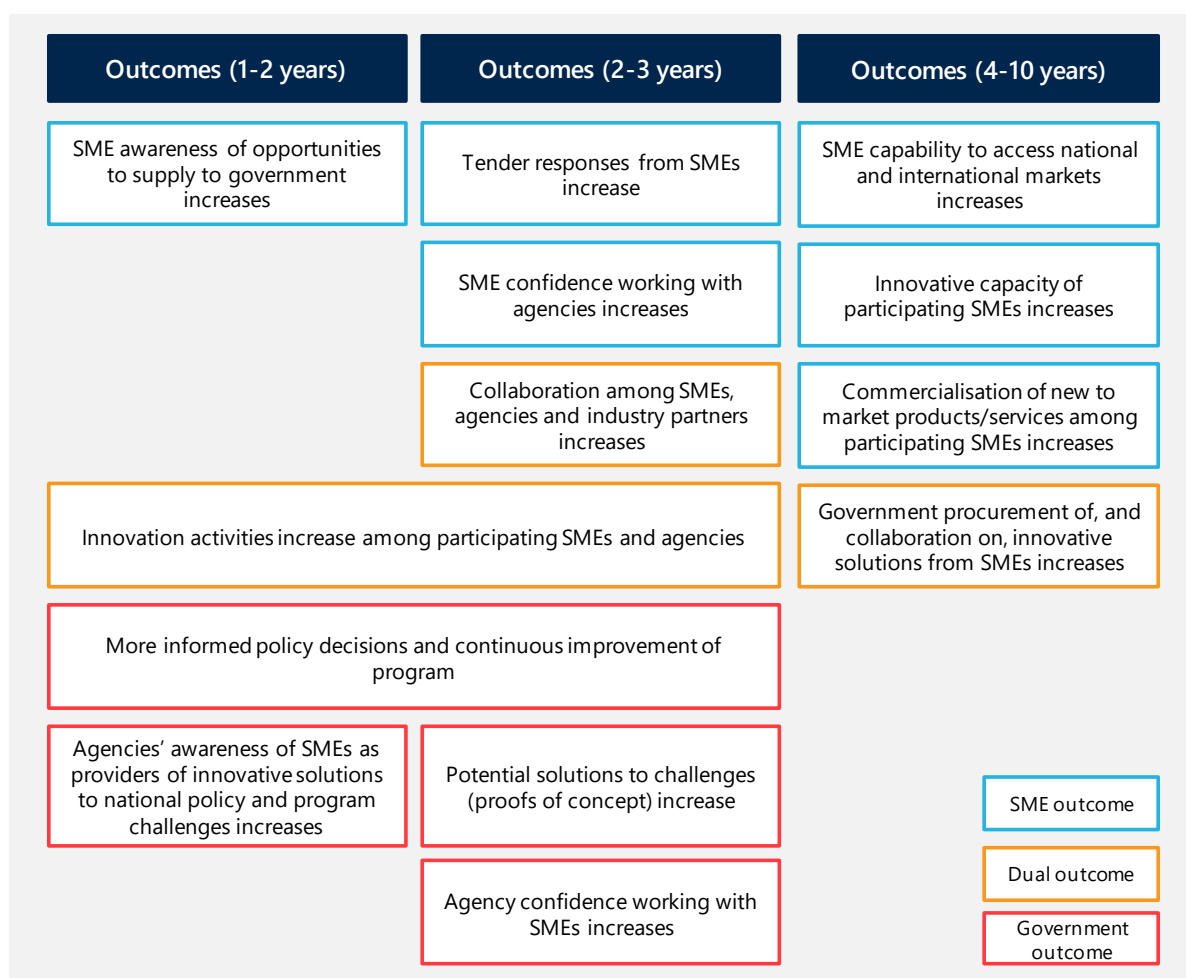 Outcomes (1-2 years)
Outcomes (2-3 years)
Outcomes (4-10 years)
SME awareness of opportunities
to supply to government
increases
Tender responses from SMEs
increase
SME capability to access national
and international markets
increases
SME confidence working with
agencies increases
Innovative capacity of
participating SMEs increases
Collaboration among SMEs,
agencies and industry partners
increases
Commercialisation of new to
market products/services among
participating SMEs increases
Innovation activities increase among participating SMEs and agencies
Government procurement of, and
collaboration on, innovative
solutions from SMEs increases
More informed policy decisions and continuous improvement of
program
Agencies’ awareness of SMEs as
providers of innovative solutions
to national policy and program
challenges increases
Potential solutions to challenges
(proofs of concept) increase
Agency confidence working with
SMEs increases
SME outcome
Dual outcome
Government
outcome